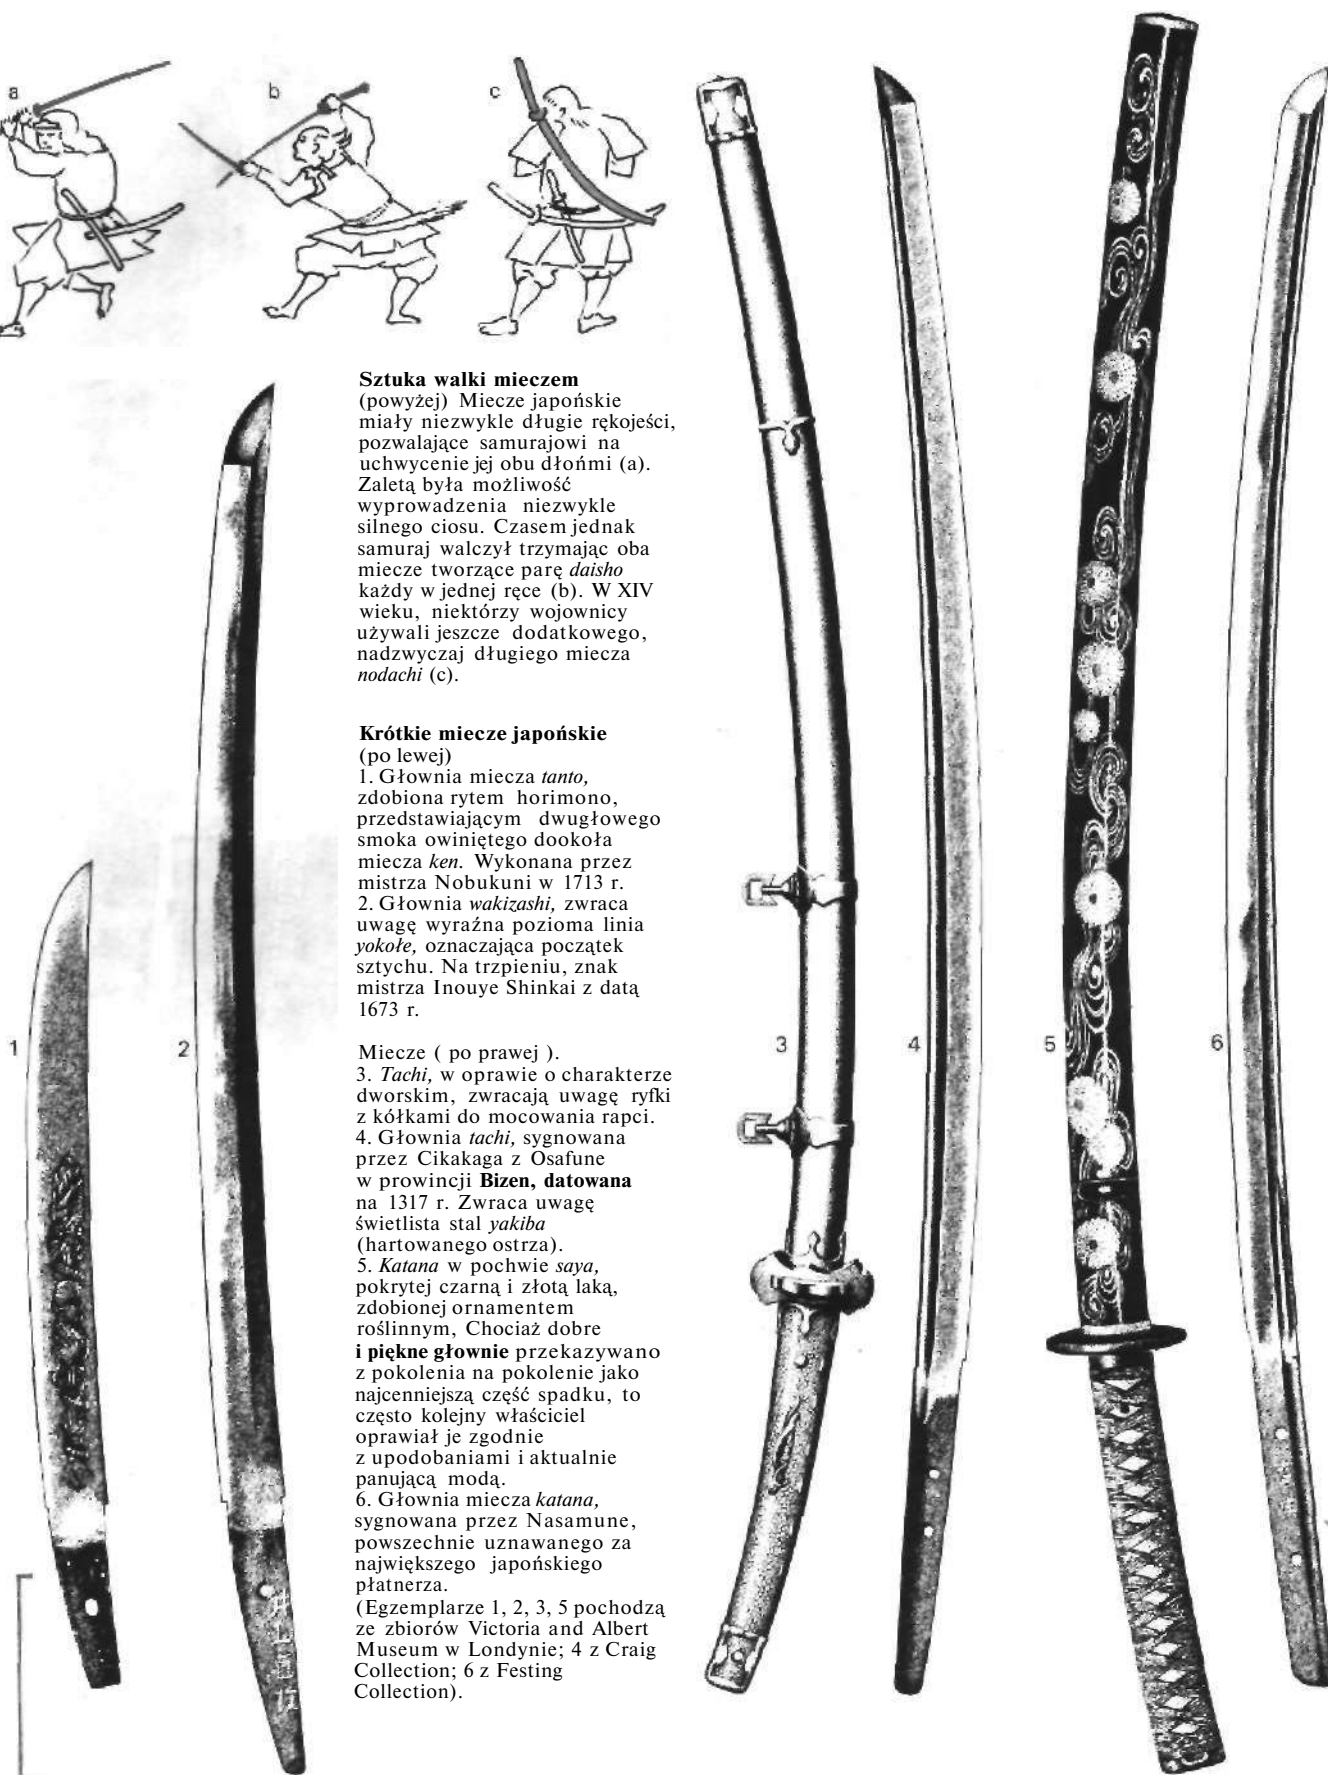 a
b
c
Sztuka walki mieczem
(powyżej) Miecze japońskie
miały niezwykle długie rękojeści,
pozwalające samurajowi na
uchwycenie jej obu dłońmi (a).
Zaletą była możliwość
wyprowadzenia niezwykle
silnego ciosu. Czasem jednak
samuraj walczył trzymając oba
miecze tworzące parę daisho
każdy w jednej ręce (b). W XIV
wieku, niektórzy wojownicy
używali jeszcze dodatkowego,
nadzwyczaj długiego miecza
nodachi (c).
Krótkie miecze japońskie
(po lewej)
1. Głownia miecza tanto,
zdobiona rytem horimono,
przedstawiającym dwugłowego
smoka owiniętego dookoła
miecza ken. Wykonana przez
mistrza Nobukuni w 1713 r.
2. Głownia wakizashi, zwraca
uwagę wyraźna pozioma linia
yokołe, oznaczająca początek
sztychu. Na trzpieniu, znak
mistrza Inouye Shinkai z datą
1673 r.
Miecze ( po prawej ).
3. Tachi, w oprawie o charakterze
dworskim, zwracają uwagę ryfki
z kółkami do mocowania rapci.
4. Głownia tachi, sygnowana
przez Cikakaga z Osafune
w prowincji Bizen, datowana
na 1317 r. Zwraca uwagę
świetlista stal yakiba
(hartowanego ostrza).
5. Katana w pochwie saya,
pokrytej czarną i złotą laką,
zdobionej ornamentem
roślinnym, Chociaż dobre
i piękne głownie przekazywano
z pokolenia na pokolenie jako
najcenniejszą część spadku, to
często kolejny właściciel
oprawiał je zgodnie
z upodobaniami i aktualnie
panującą modą.
6. Głownia miecza katana,
sygnowana przez Nasamune,
powszechnie uznawanego za
największego japońskiego
płatnerza.
(Egzemplarze 1, 2, 3, 5 pochodzą
ze zbiorów Victoria and Albert
Museum w Londynie; 4 z Craig
Collection; 6 z Festing
Collection).
1
2
3
4
5
6